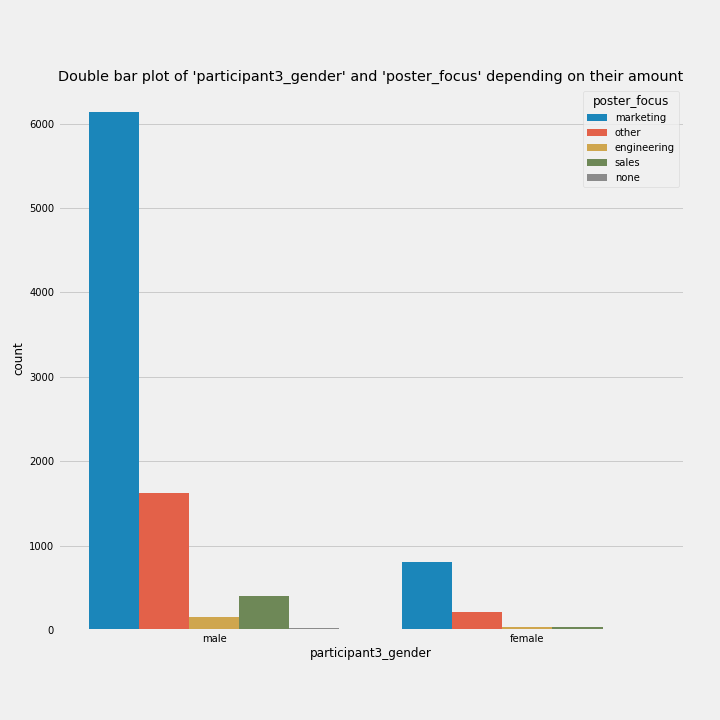 Double bar plot of 'participant3_gender' and 'poster_focus' depending on their amount
poster_focus
marketing
other
engineering
sales
none
6000
5000
4000
3000
2000
1000
0
count
male
female
participant3_gender